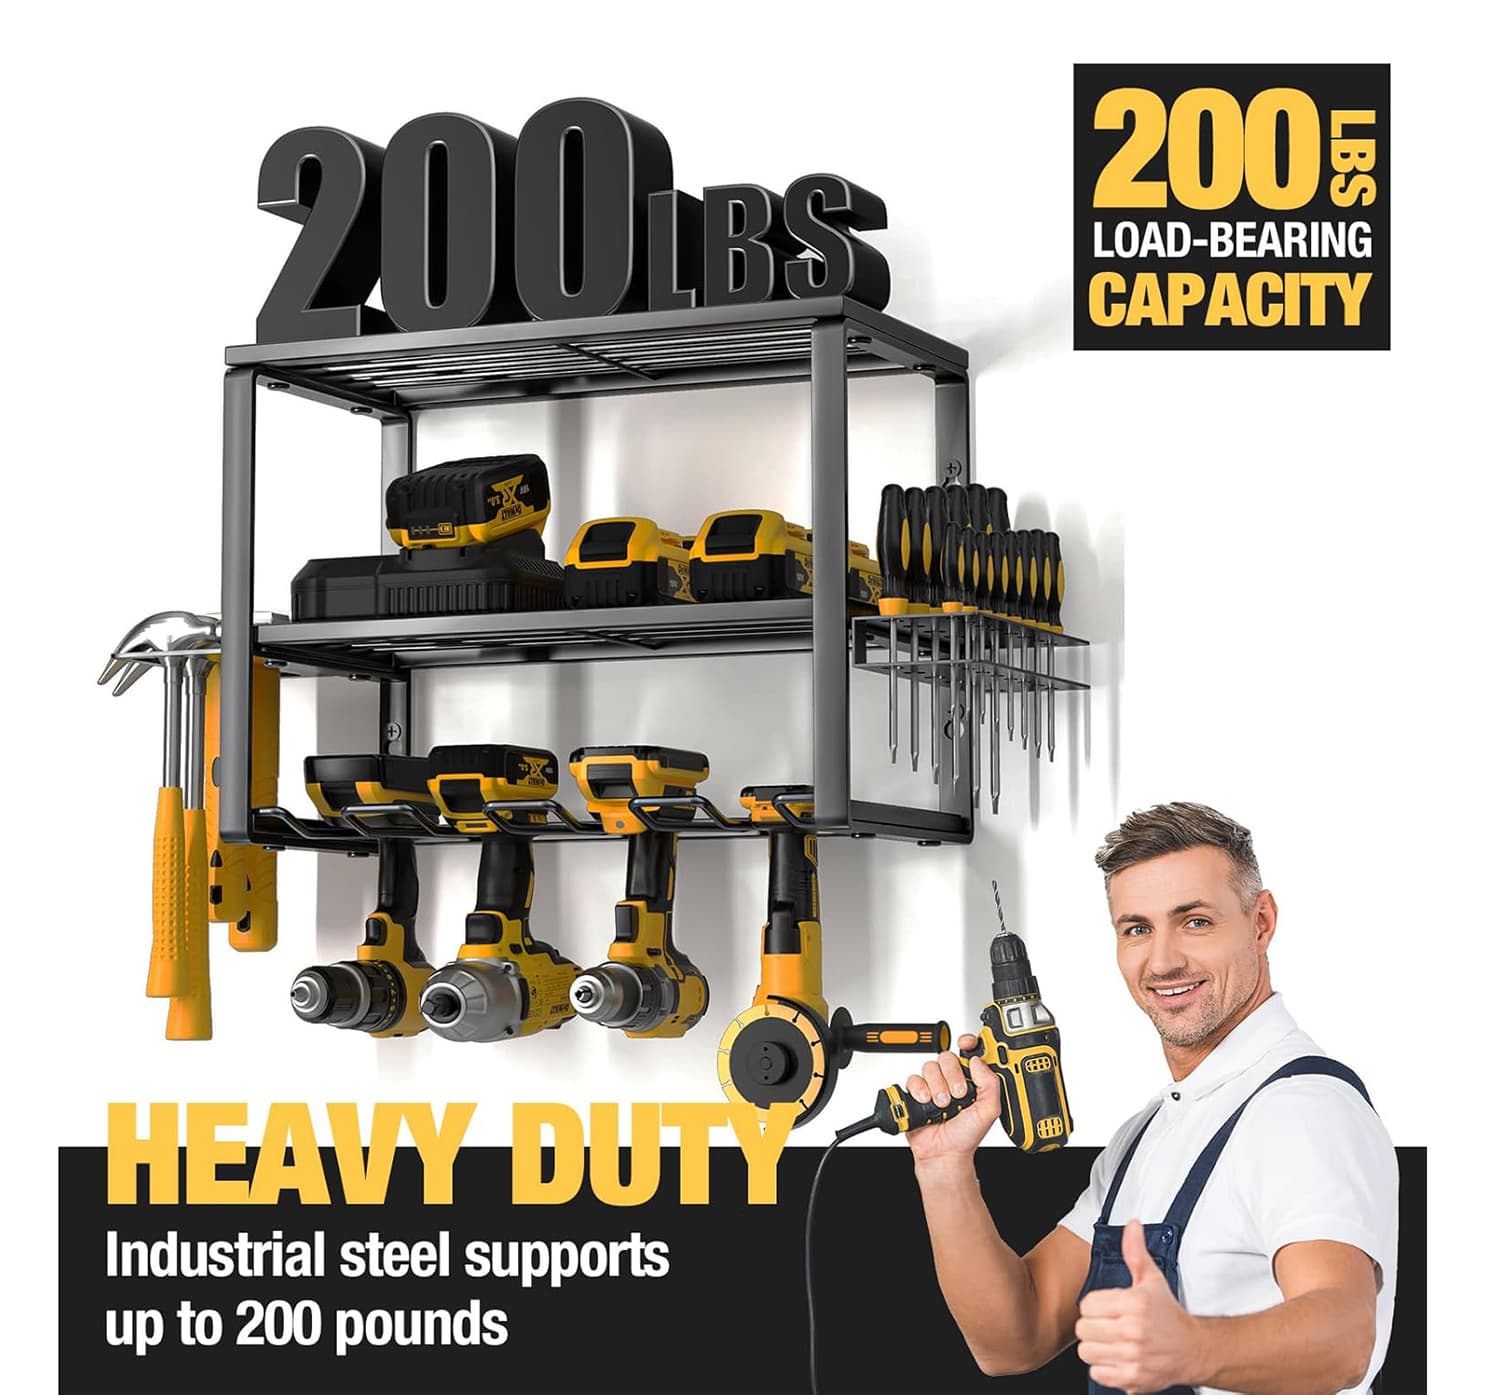 200LBS
200 LBS
LOAD-BEARING
CAPACITY
HEAVY DUTY
Industrial steel supports
up to 200 pounds